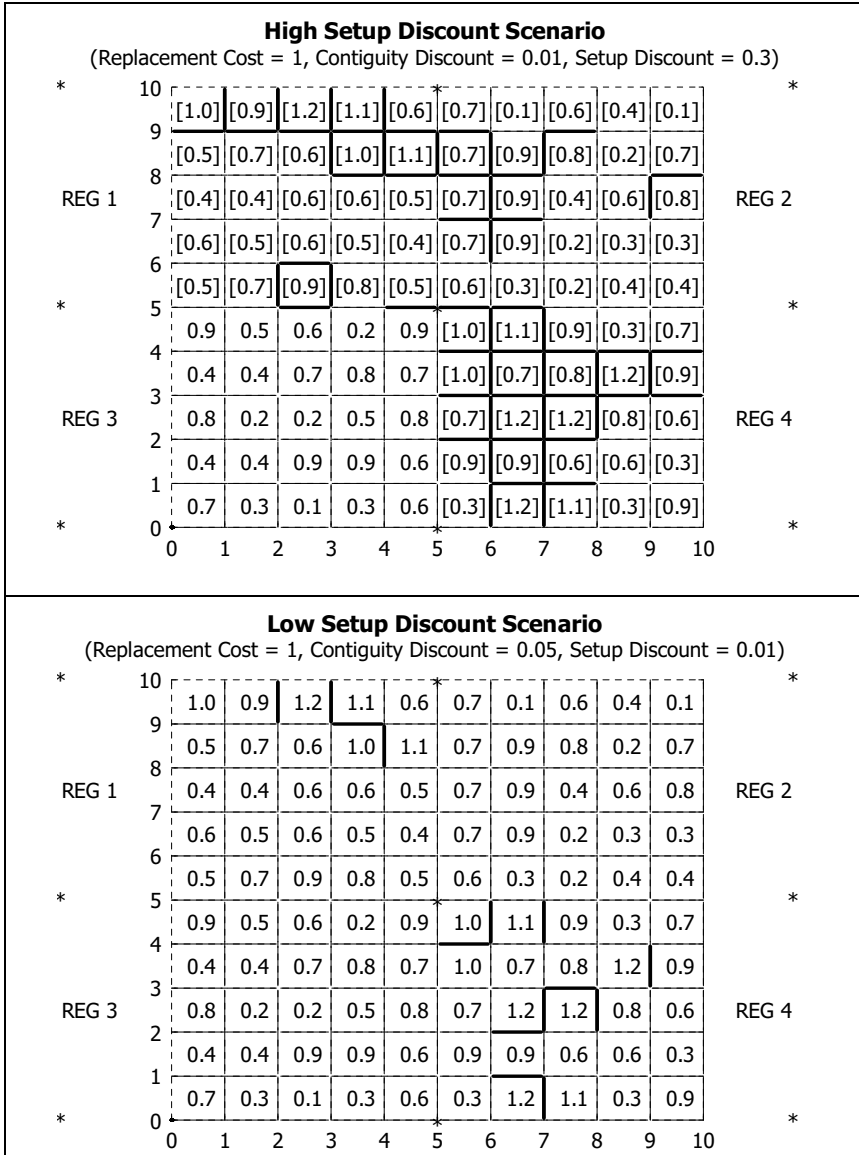 High Setup Discount Scenario
(Replacement Cost = 1, Contiguity Discount = 0.01, Setup Discount = 0.3)
* 10 * *
[1.0] [0.9] [1.2] [1.1] [0.6] [0.7] [0.1] [0.6] [0.4] [0.1]
9
[0.5] [0.7] [0.6] [1.0] [1.1] [0.7] [0.9] [0.8] [0.2] [0.7]
8
REG 1 [0.4] [0.4] [0.6] [0.6] [0.5] [0.7] [0.9] [0.4] [0.6] [0.8] REG 2
7
[0.6] [0.5] [0.6] [0.5] [0.4] [0.7] [0.9] [0.2] [0.3] [0.3]
6
[0.5] [0.7] [0.9] [0.8] [0.5] [0.6] [0.3] [0.2] [0.4] [0.4]
* 5 * *
0.9 0.5 0.6 0.2 0.9 [1.0] [1.1] [0.9] [0.3] [0.7]
4
0.4 0.4 0.7 0.8 0.7 [1.0] [0.7] [0.8] [1.2] [0.9]
3
REG 3 0.8 0.2 0.2 0.5 0.8 [0.7] [1.2] [1.2] [0.8] [0.6] REG 4
2
0.4 0.4 0.9 0.9 0.6 [0.9] [0.9] [0.6] [0.6] [0.3]
1
0.7 0.3 0.1 0.3 0.6 [0.3] [1.2] [1.1] [0.3] [0.9]
* 0 * *
0 1 2 3 4 5 6 7 8 9 10
Low Setup Discount Scenario
(Replacement Cost = 1, Contiguity Discount = 0.05, Setup Discount = 0.01)
* 10 * *
1.0 0.9 1.2 1.1 0.6 0.7 0.1 0.6 0.4 0.1
9
0.5 0.7 0.6 1.0 1.1 0.7 0.9 0.8 0.2 0.7
8
REG 1 0.4 0.4 0.6 0.6 0.5 0.7 0.9 0.4 0.6 0.8 REG 2
7
0.6 0.5 0.6 0.5 0.4 0.7 0.9 0.2 0.3 0.3
6
0.5 0.7 0.9 0.8 0.5 0.6 0.3 0.2 0.4 0.4
* 5 * *
0.9 0.5 0.6 0.2 0.9 1.0 1.1 0.9 0.3 0.7
4
0.4 0.4 0.7 0.8 0.7 1.0 0.7 0.8 1.2 0.9
3
REG 3 0.8 0.2 0.2 0.5 0.8 0.7 1.2 1.2 0.8 0.6 REG 4
2
0.4 0.4 0.9 0.9 0.6 0.9 0.9 0.6 0.6 0.3
1
0.7 0.3 0.1 0.3 0.6 0.3 1.2 1.1 0.3 0.9
* 0 * *
0 1 2 3 4 5 6 7 8 9 10